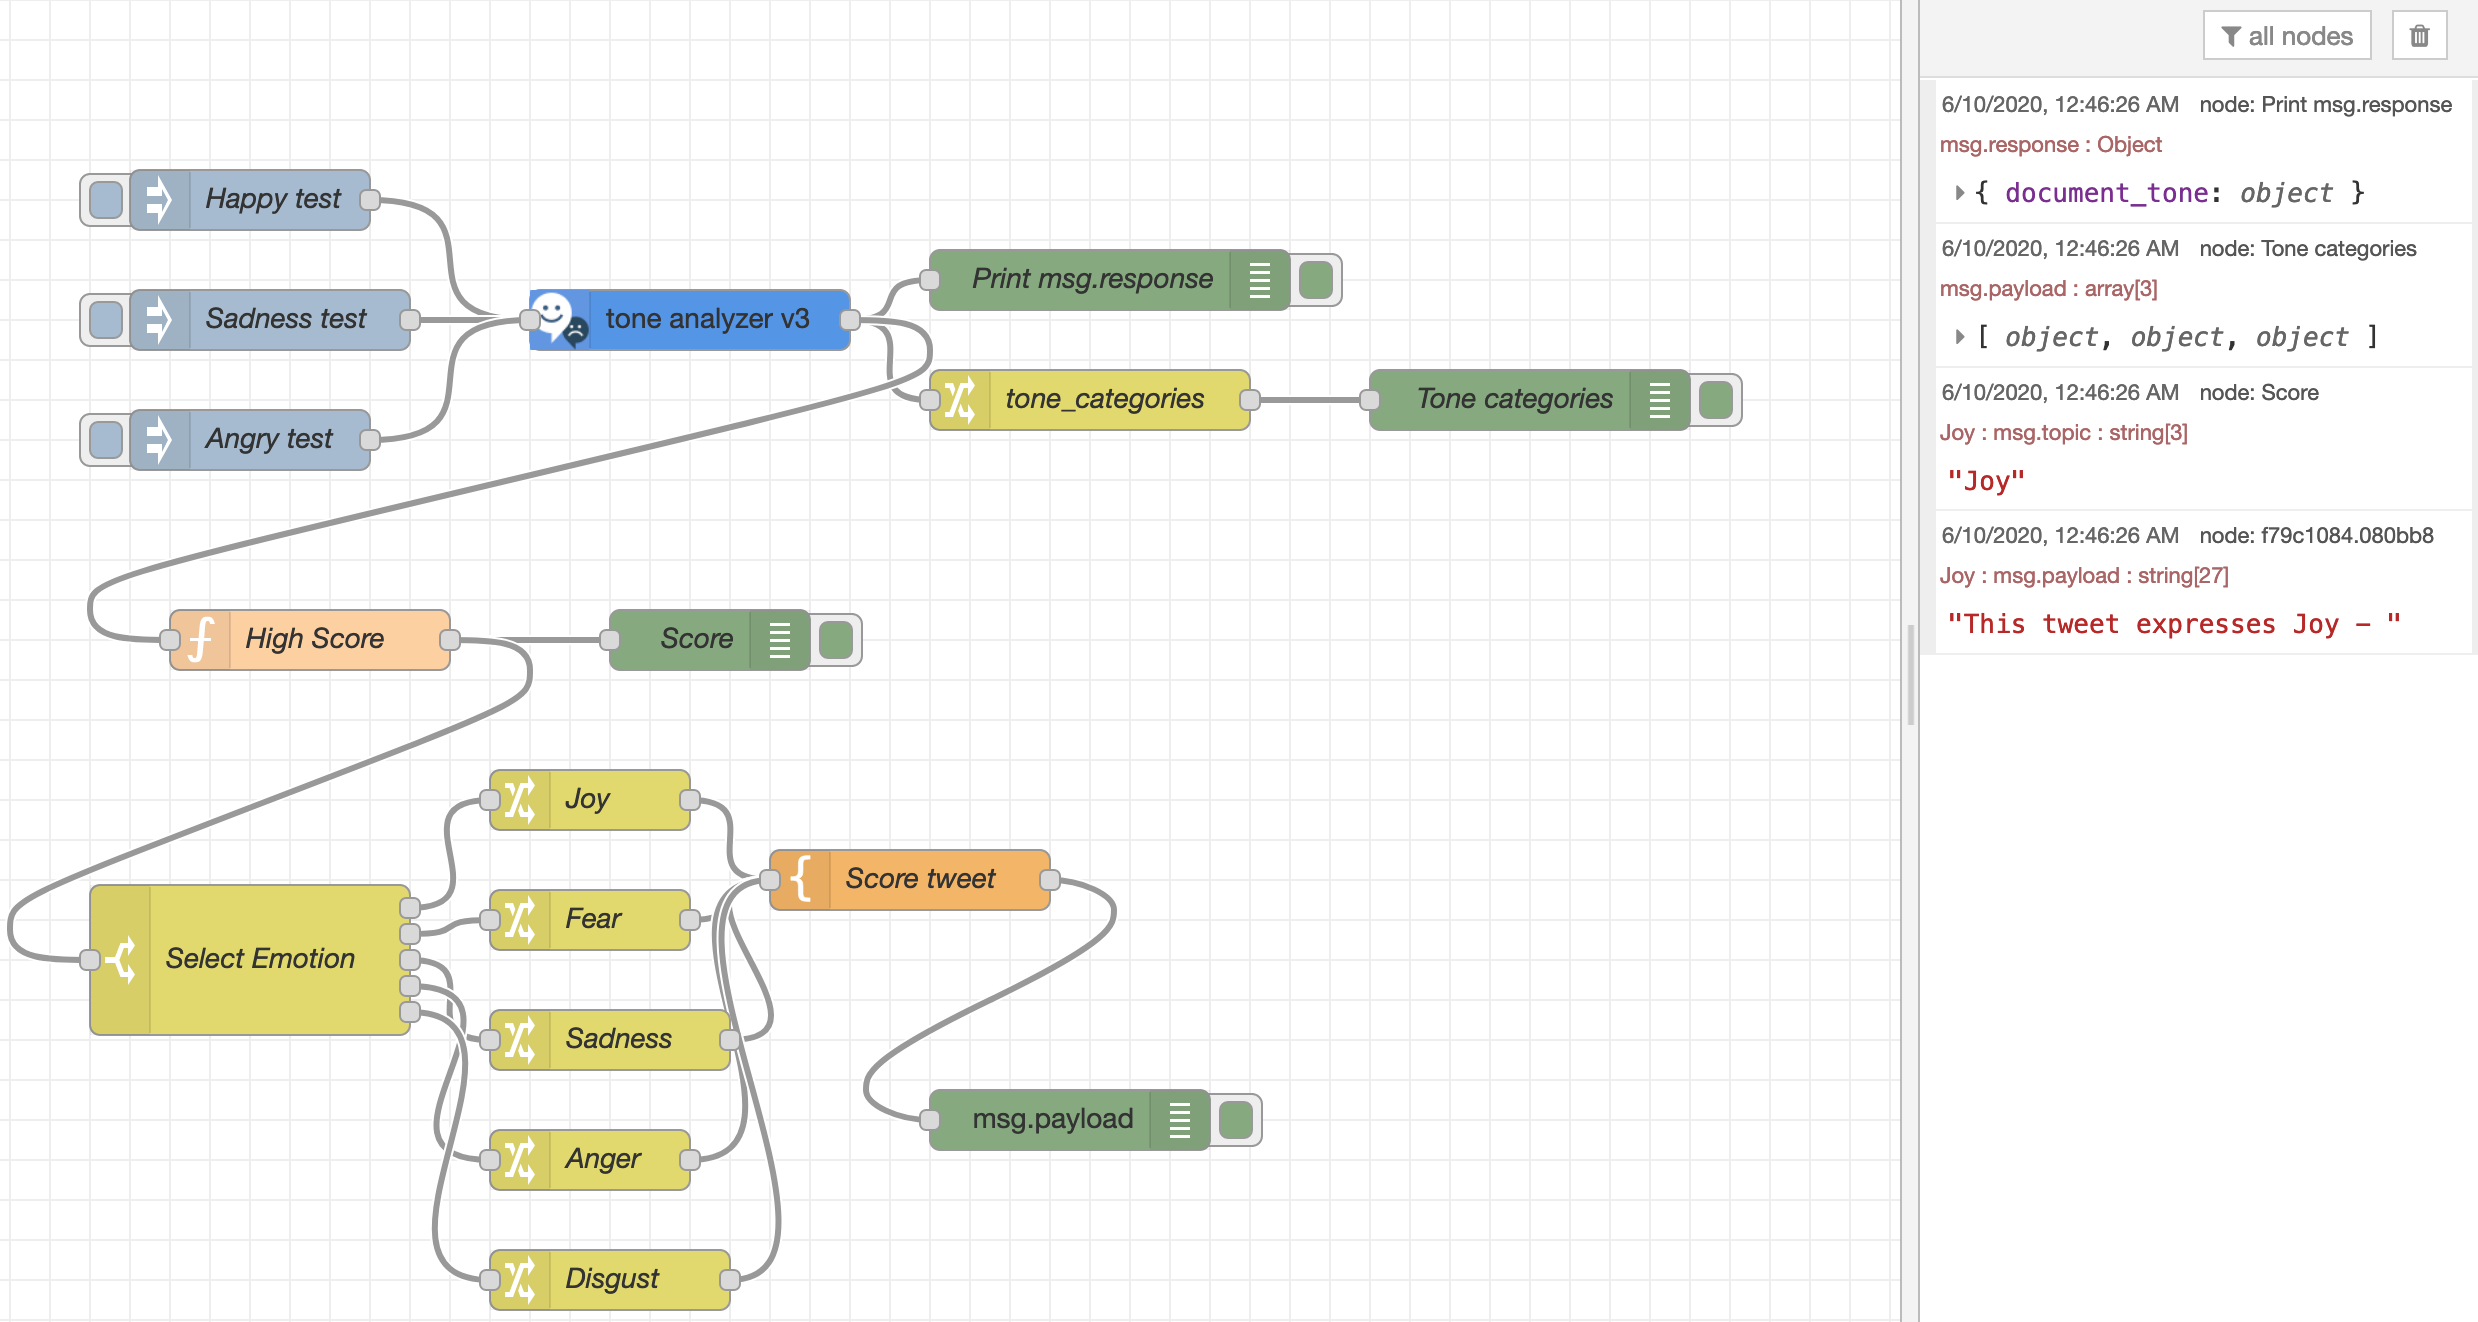 Happy test
Sadness test
Angry test
tone analyzer v3
Print msg.response
tone_categories
Tone categories
High Score
Score
Select Emotion
Joy
Fear
Sadness
Anger
Disgust
Score tweet
msg.payload
all nodes
6/10/2020, 12:46:26 AM node: Print msg.response
msg.response : Object
{ document_tone: object }
6/10/2020, 12:46:26 AM node: Tone categories
msg.payload : array[3]
[ object, object, object ]
6/10/2020, 12:46:26 AM node: Score
Joy : msg.topic : string[3]
"Joy"
6/10/2020, 12:46:26 AM node: f79c1084.080bb8
Joy : msg.payload : string[27]
"This tweet expresses Joy – "